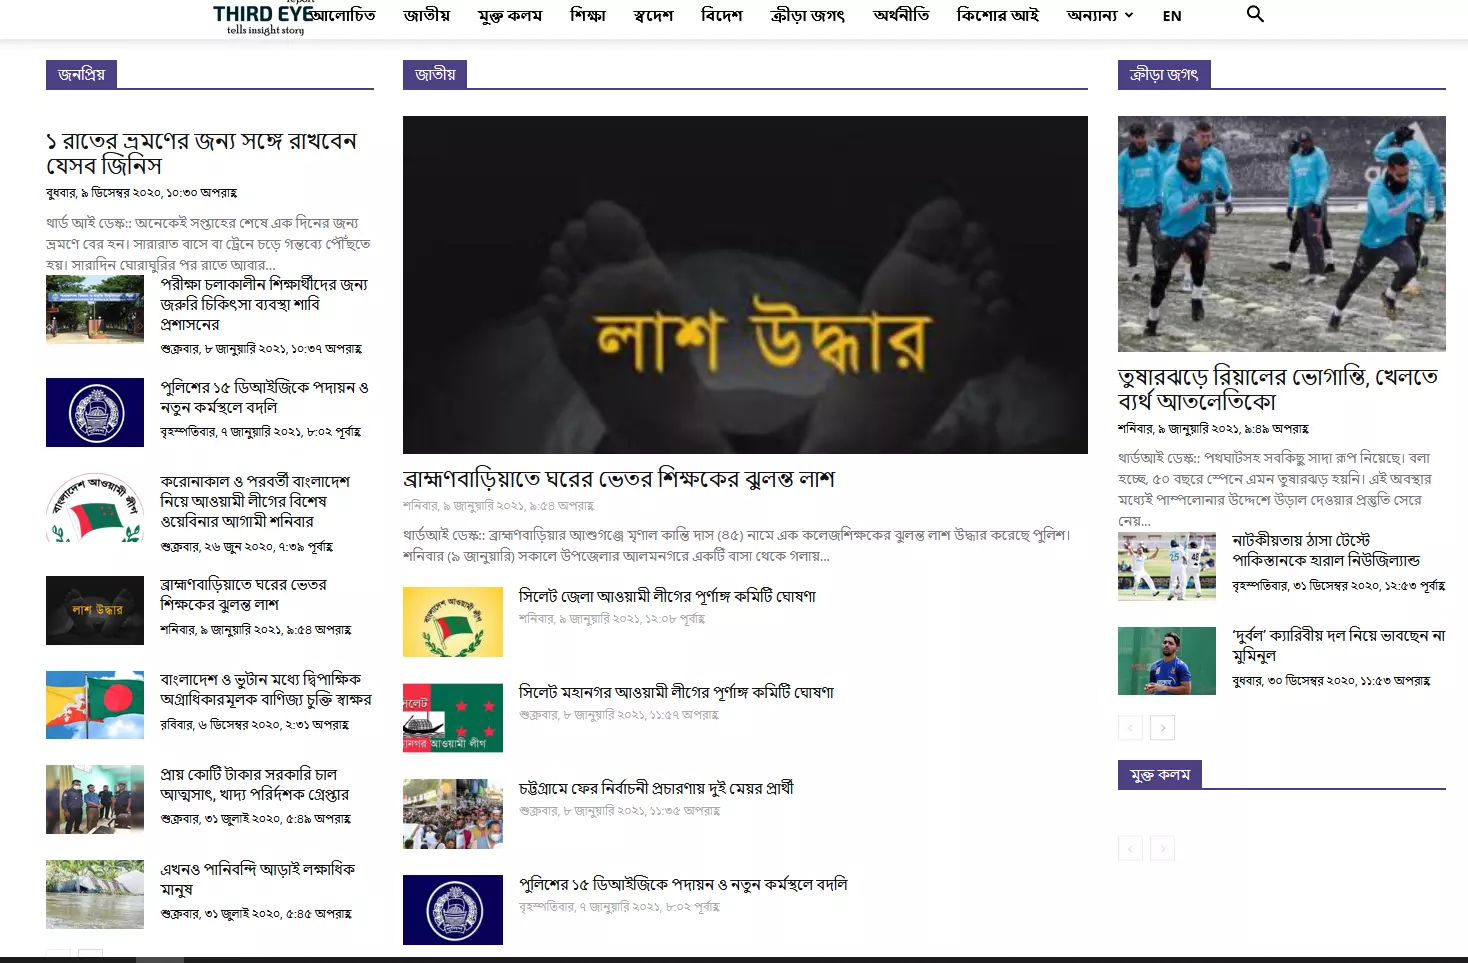 report
THIRD EYE
tells insight story
আলোচিত জাতীয় মুক্ত কলম শিক্ষা স্বদেশ বিদেশ ক্রীড়া জগৎ অর্থনীতি কিশোর আই অন্যান্য EN
জনপ্রিয়
১ রাতের ভ্রমণের জন্য সঙ্গে রাখবেন
যেসব জিনিস
বুধবার, ৯ ডিসেম্বর ২০২০, ১০:৩০ অপরাহ্ণ
থার্ড আই ডেস্ক:: অনেকেই সপ্তাহের শেষে এক দিনের জন্য
ভ্রমণে বের হন। সারারাত বাসে বা ট্রেনে চড়ে গন্তব্যে পৌঁছতে
হয়। সারাদিন ঘোরাঘুরির পর রাতে আবার...
পরীক্ষা চলাকালীন শিক্ষার্থীদের জন্য
জরুরি চিকিৎসা ব্যবস্থা শাবি
প্রশাসনের
শুক্রবার, ৮ জানুয়ারি ২০২১, ১০:৩৭ অপরাহ্ণ
পুলিশের ১৫ ডিআইজিকে পদায়ন ও
নতুন কর্মস্থলে বদলি
বৃহস্পতিবার, ৭ জানুয়ারি ২০২১, ৮:০২ পূর্বাহ্ণ
বাংলাদেশ আওয়ামী লীগ
করোনাকাল ও পরবর্তী বাংলাদেশ
নিয়ে আওয়ামী লীগের বিশেষ
ওয়েবিনার আগামী শনিবার
শুক্রবার, ২৬ জুন ২০২০, ৭:৩৯ পূর্বাহ্ণ
লাশ উদ্ধার
ব্রাহ্মণবাড়িয়াতে ঘরের ভেতর
শিক্ষকের ঝুলন্ত লাশ
শনিবার, ৯ জানুয়ারি ২০২১, ৯:৫৪ অপরাহ্ণ
বাংলাদেশ ও ভুটান মধ্যে দ্বিপাক্ষিক
অগ্রাধিকারমূলক বাণিজ্য চুক্তি স্বাক্ষর
রবিবার, ৬ ডিসেম্বর ২০২০, ২:৩১ অপরাহ্ণ
প্রায় কোটি টাকার সরকারি চাল
আত্মসাৎ, খাদ্য পরির্দশক গ্রেপ্তার
শুক্রবার, ৩১ জুলাই ২০২০, ৫:৪৯ অপরাহ্ণ
এখনও পানিবন্দি আড়াই লক্ষাধিক
মানুষ
শুক্রবার, ৩১ জুলাই ২০২০, ৫:৪৫ অপরাহ্ণ
জাতীয়
লাশ উদ্ধার
ব্রাহ্মণবাড়িয়াতে ঘরের ভেতর শিক্ষকের ঝুলন্ত লাশ
শনিবার, ৯ জানুয়ারি ২০২১, ৯:৫৪ অপরাহ্ণ
থার্ডআই ডেস্ক:: ব্রাহ্মণবাড়িয়ার আশুগঞ্জে মৃণাল কান্তি দাস (৪৫) নামে এক কলেজশিক্ষকের ঝুলন্ত লাশ উদ্ধার করেছে পুলিশ।
শনিবার (৯ জানুয়ারি) সকালে উপজেলার আলমনগরে একটি বাসা থেকে গলায়...
বাংলাদেশ আওয়ামী লীগ
সিলেট জেলা আওয়ামী লীগের পূর্ণাঙ্গ কমিটি ঘোষণা
শনিবার, ৯ জানুয়ারি ২০২১, ১২:০৮ পূর্বাহ্ণ
সিলেট
মহানগর আওয়ামী লীগ
সিলেট মহানগর আওয়ামী লীগের পূর্ণাঙ্গ কমিটি ঘোষণা
শুক্রবার, ৮ জানুয়ারি ২০২১, ১১:৫৭ অপরাহ্ণ
চট্টগ্রামে ফের নির্বাচনী প্রচারণায় দুই মেয়র প্রার্থী
শুক্রবার, ৮ জানুয়ারি ২০২১, ১১:৩৫ অপরাহ্ণ
পুলিশের ১৫ ডিআইজিকে পদায়ন ও নতুন কর্মস্থলে বদলি
বৃহস্পতিবার, ৭ জানুয়ারি ২০২১, ৮:০২ পূর্বাহ্ণ
ক্রীড়া জগৎ
তুষারঝড়ে রিয়ালের ভোগান্তি, খেলতে
ব্যর্থ আতলেতিকো
শনিবার, ৯ জানুয়ারি ২০২১, ৯:৪৯ অপরাহ্ণ
থার্ডআই ডেস্ক:: পথঘাটসহ সবকিছু সাদা রূপ নিয়েছে। বলা
হচ্ছে, ৫০ বছরে স্পেনে এমন তুষারঝড় হয়নি। এই অবস্থার
মধ্যেই পাম্পলোনার উদ্দেশে উড়াল দেওয়ার প্রস্তুতি সেরে
নেয়...
নাটকীয়তায় ঠাসা টেস্টে
পাকিস্তানকে হারাল নিউজিল্যান্ড
বৃহস্পতিবার, ৩১ ডিসেম্বর ২০২০, ১২:৫৩ পূর্বাহ্ণ
‘দুর্বল’ ক্যারিবীয় দল নিয়ে ভাবছেন না
মুমিনুল
বুধবার, ৩০ ডিসেম্বর ২০২০, ১১:৫৩ অপরাহ্ণ
মুক্ত কলম